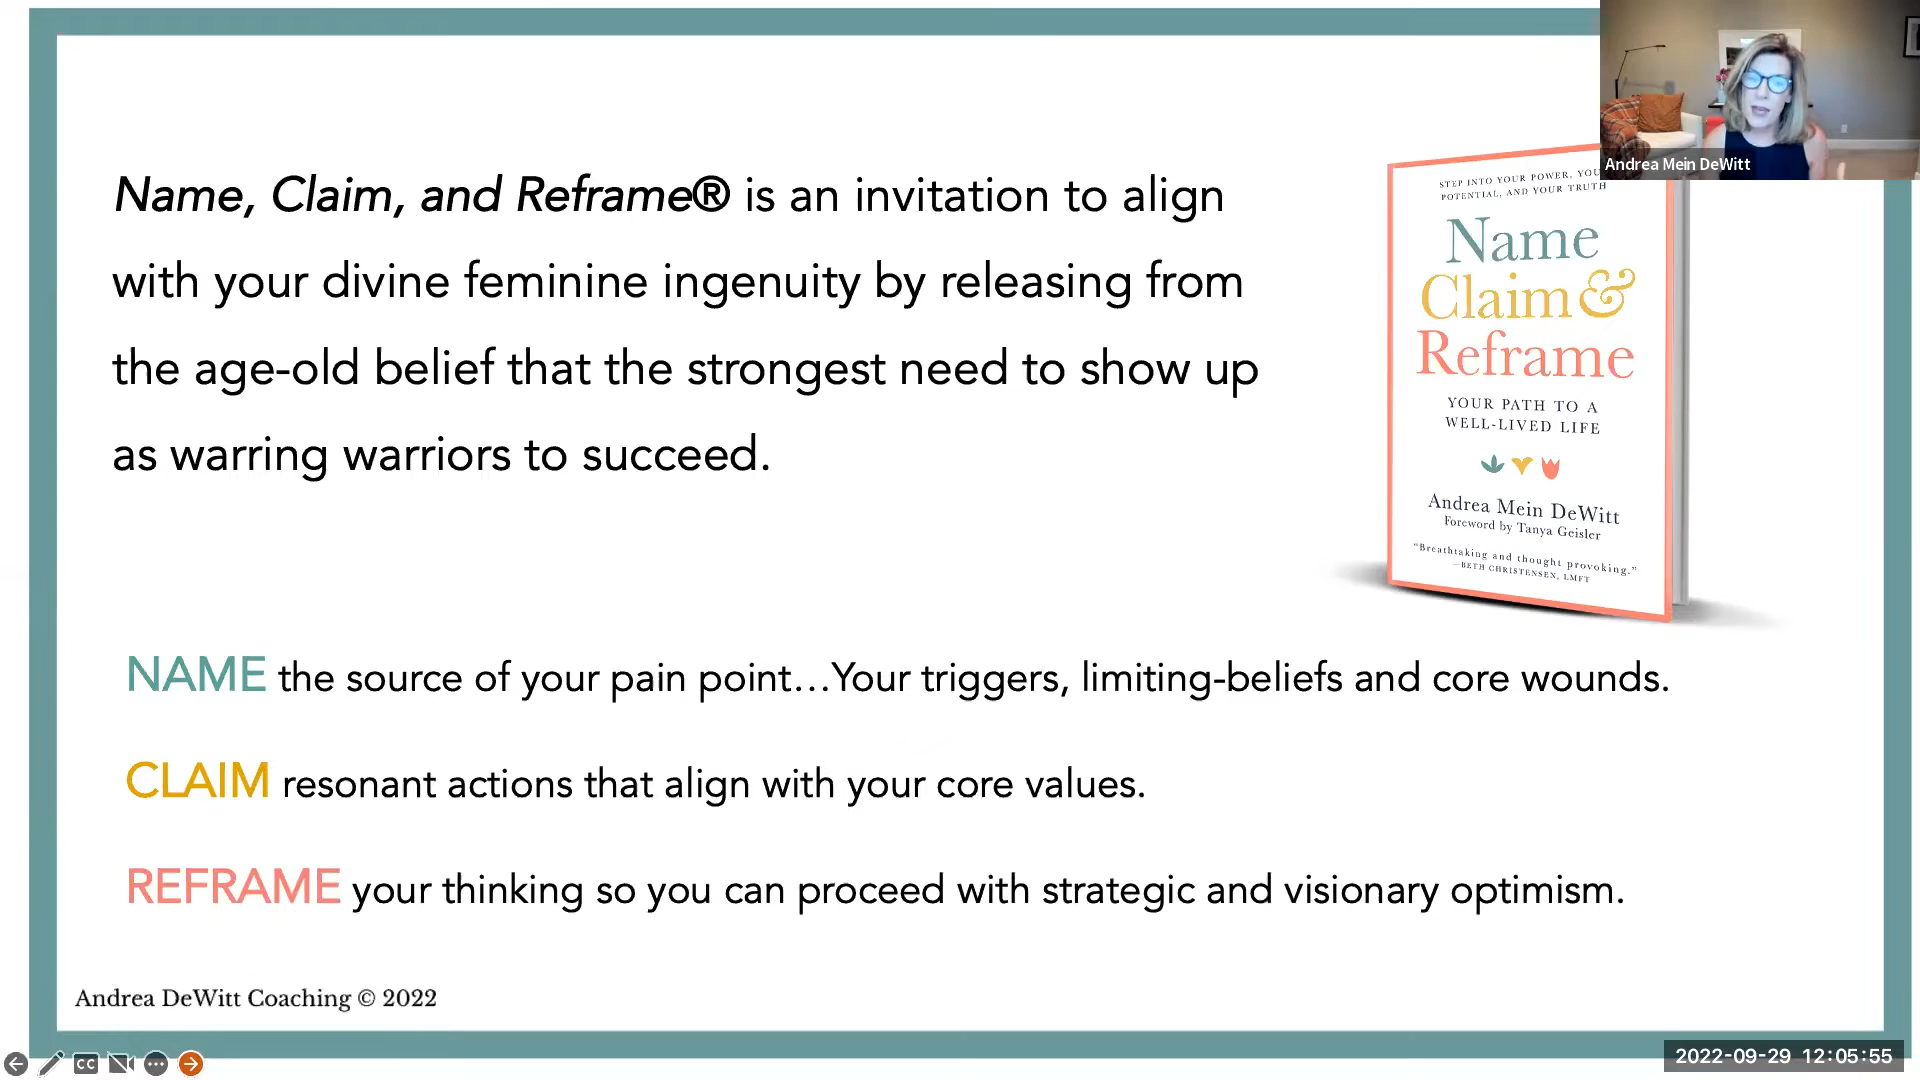 Name, Claim, and Reframe® is an invitation to align
with your divine feminine ingenuity by releasing from
the age-old belief that the strongest need to show up
as warring warriors to succeed.
Andrea Mein DeWitt
STEP INTO YOUR POWER, YOU
POTENTIAL, AND YOUR TRUTH
Name
Claim &
Reframe
YOUR PATH TO A
WELL-LIVED LIFE
Andrea Mein DeWitt
Foreword by Tanya Geisler
"Breathtaking and thought provoking."
—BETH CHRISTENSEN, LMFT
NAME the source of your pain point...Your triggers, limiting-beliefs and core wounds.
CLAIM resonant actions that align with your core values.
REFRAME your thinking so you can proceed with strategic and visionary optimism.
Andrea DeWitt Coaching © 2022
CC
2022-09-29 12:05:55